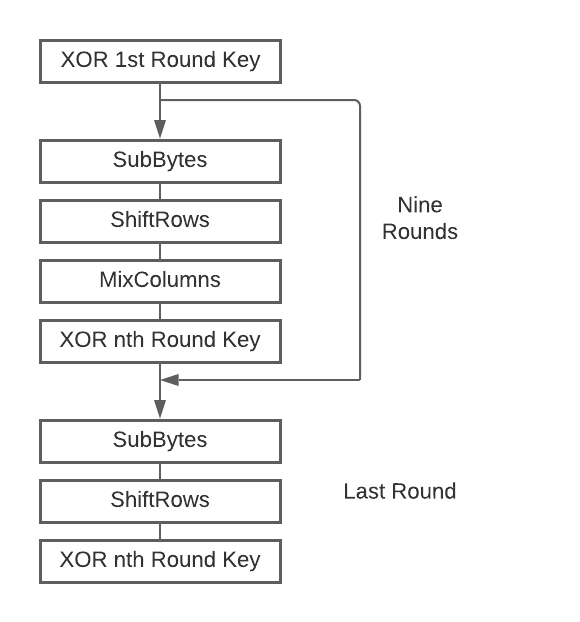 XOR 1st Round Key
SubBytes
ShiftRows
MixColumns
XOR nth Round Key
Nine
Rounds
SubBytes
ShiftRows
XOR nth Round Key
Last Round